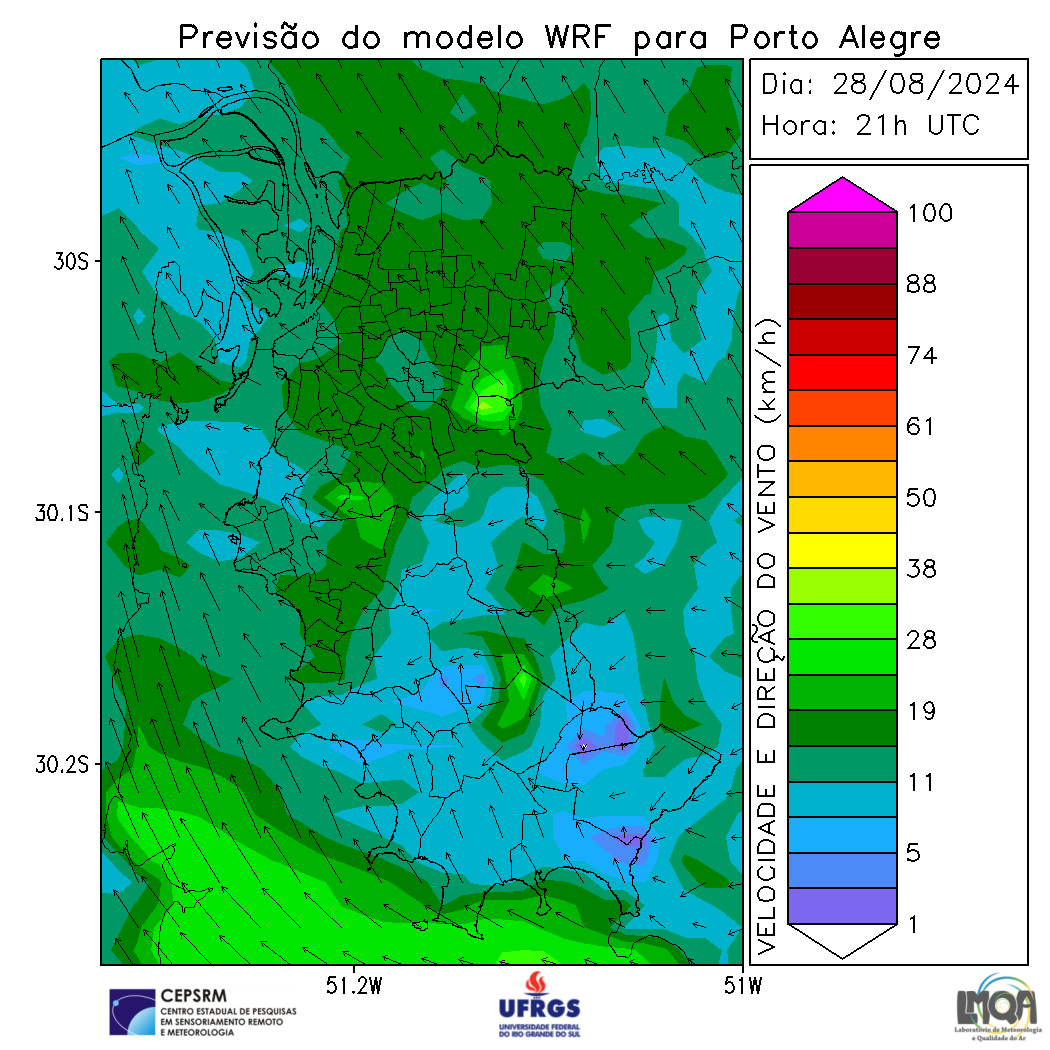 Previsão do modelo WRF para Porto Alegre
Dia: 28/08/2024
Hora: 21h UTC
30S
30.1S
30.2S
51.2W
51W
VELOCIDADE E DIREÇÃO DO VENTO (km/h)
100
88
74
61
50
38
28
19
11
5
1
CEPSRM
CENTRO ESTADUAL DE PESQUISAS
EM SENSORIAMENTO REMOTO
E METEOROLOGIA
UFRGS
UNIVERSIDADE FEDERAL
DO RIO GRANDE DO SUL
LMQA
Laboratório de Meteorologia
e Qualidade do Ar